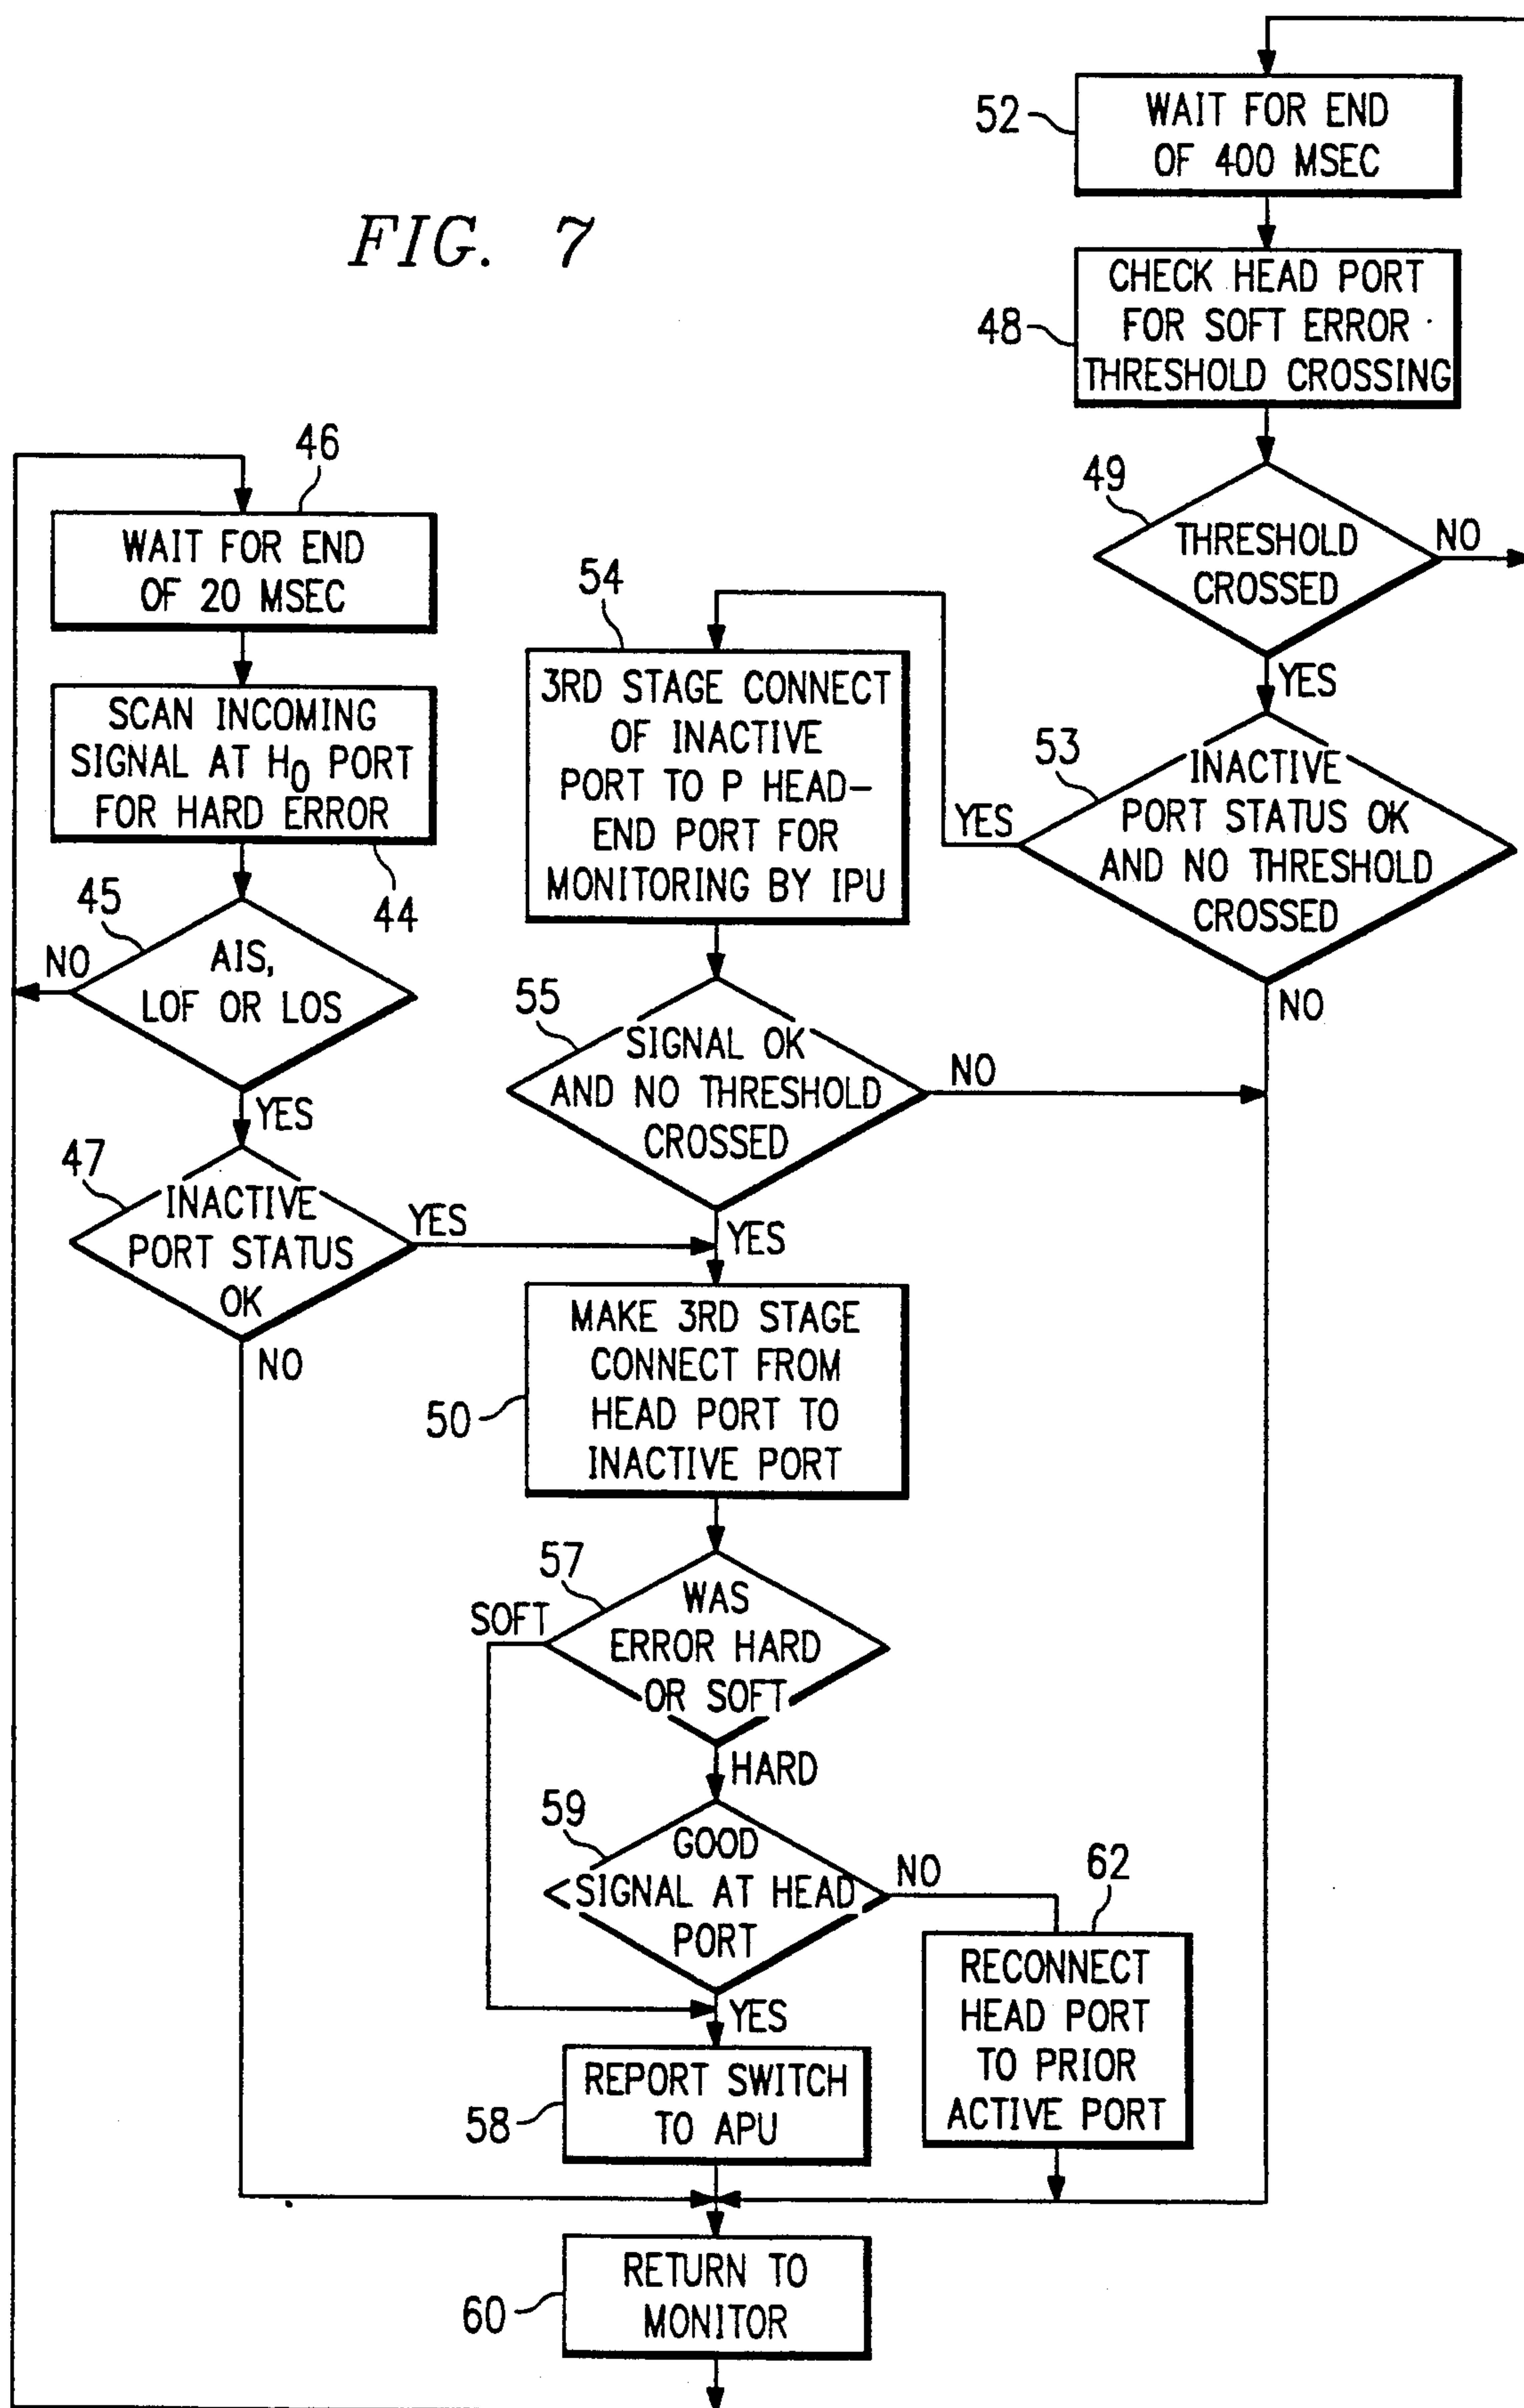 FIG. 7
52
WAIT FOR END
OF 400 MSEC
48
CHECK HEAD PORT
FOR SOFT ERROR
THRESHOLD CROSSING
49
THRESHOLD
CROSSED
NO
YES
53
INACTIVE
PORT STATUS OK
AND NO THRESHOLD
CROSSED
YES
NO
46
WAIT FOR END
OF 20 MSEC
SCAN INCOMING
SIGNAL AT H0 PORT
FOR HARD ERROR
44
45
AIS,
LOF OR LOS
NO
YES
47
INACTIVE
PORT STATUS
OK
YES
NO
54
3RD STAGE CONNECT
OF INACTIVE
PORT TO P HEAD-
END PORT FOR
MONITORING BY IPU
55
SIGNAL OK
AND NO THRESHOLD
CROSSED
NO
YES
50
MAKE 3RD STAGE
CONNECT FROM
HEAD PORT TO
INACTIVE PORT
57
WAS
ERROR HARD
OR SOFT
SOFT
HARD
59
GOOD
SIGNAL AT HEAD
PORT
NO
YES
62
RECONNECT
HEAD PORT
TO PRIOR
ACTIVE PORT
58
REPORT SWITCH
TO APU
60
RETURN TO
MONITOR